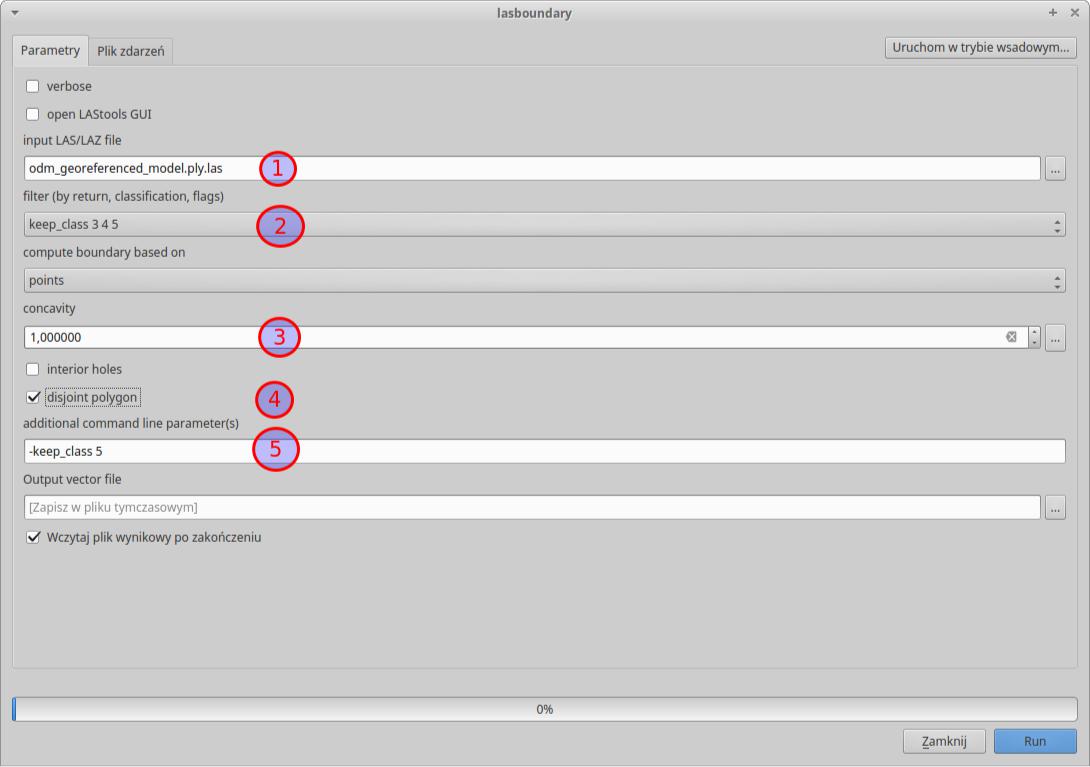 lasboundary
Parametry
Plik zdarzeń
Uruchom w trybie wsadowym...
verbose
open LAStools GUI
input LAS/LAZ file
odm_georeferenced_model.ply.las
1
...
filter (by return, classification, flags)
keep_class 3 4 5
2
compute boundary based on
points
concavity
1,000000
3
...
interior holes
disjoint polygon
4
additional command line parameter(s)
-keep_class 5
5
Output vector file
[Zapisz w pliku tymczasowym]
...
Wczytaj plik wynikowy po zakończeniu
0%
Zamknij
Run